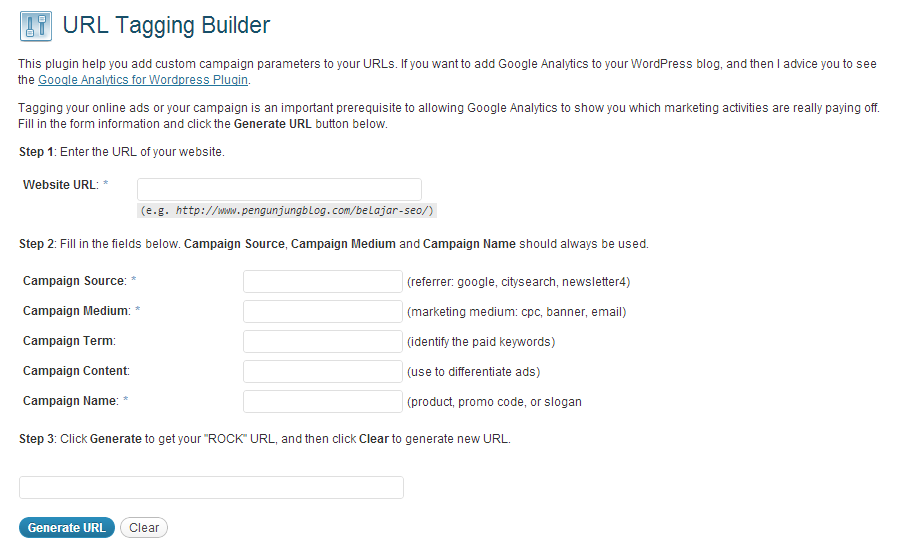 URL Tagging Builder
This plugin help you add custom campaign parameters to your URLs. If you want to add Google Analytics to your WordPress blog, and then I advice you to see
the Google Analytics for Wordpress Plugin.
Tagging your online ads or your campaign is an important prerequisite to allowing Google Analytics to show you which marketing activities are really paying off.
Fill in the form information and click the Generate URL button below.
Step 1: Enter the URL of your website.
Website URL: *
(e.g. http://www.pengunjungblog.com/belajar-seo/)
Step 2: Fill in the fields below. Campaign Source, Campaign Medium and Campaign Name should always be used.
Campaign Source: * (referrer: google, citysearch, newsletter4)
Campaign Medium: * (marketing medium: cpc, banner, email)
Campaign Term: (identify the paid keywords)
Campaign Content: (use to differentiate ads)
Campaign Name: * (product, promo code, or slogan
Step 3: Click Generate to get your "ROCK" URL, and then click Clear to generate new URL.
Generate URL Clear